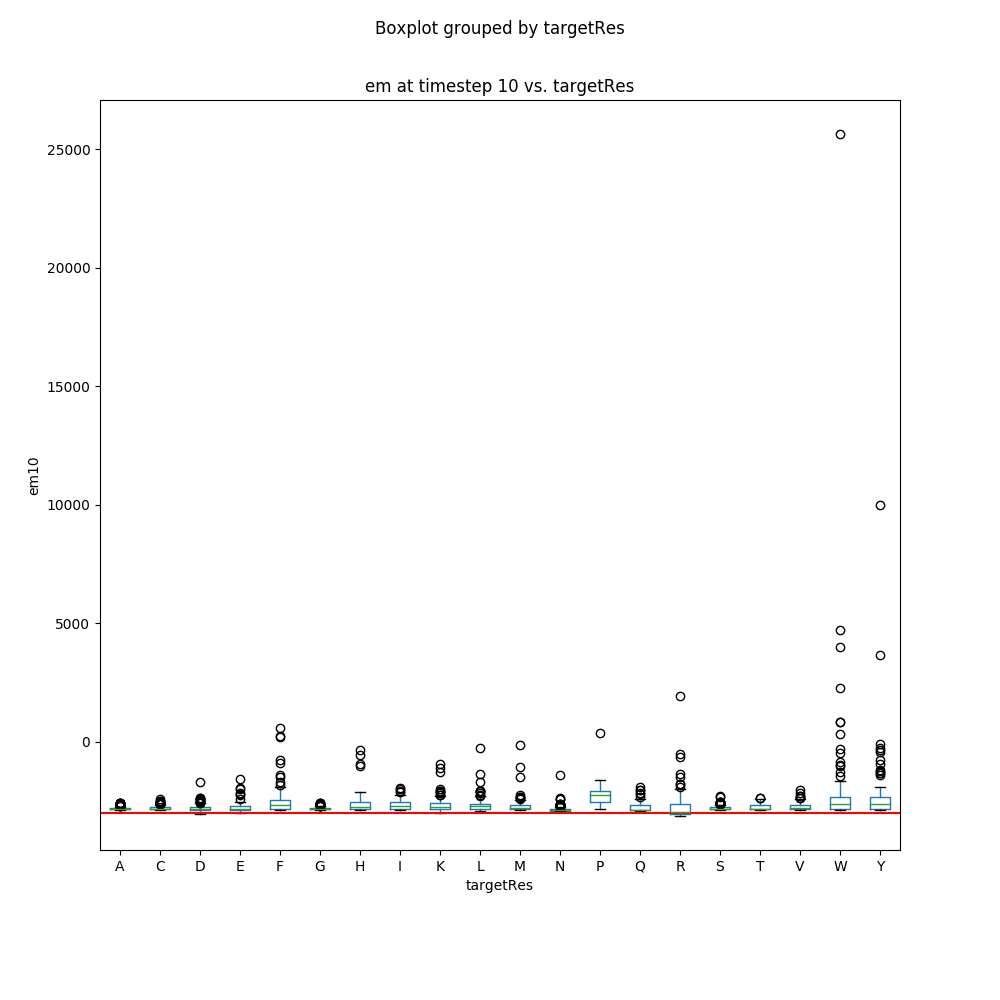 Boxplot grouped by targetRes
em at timestep 10 vs. targetRes
25000
20000
15000
10000
5000
0
em10
A C D E F G H I K L M N P Q R S T V W Y
targetRes